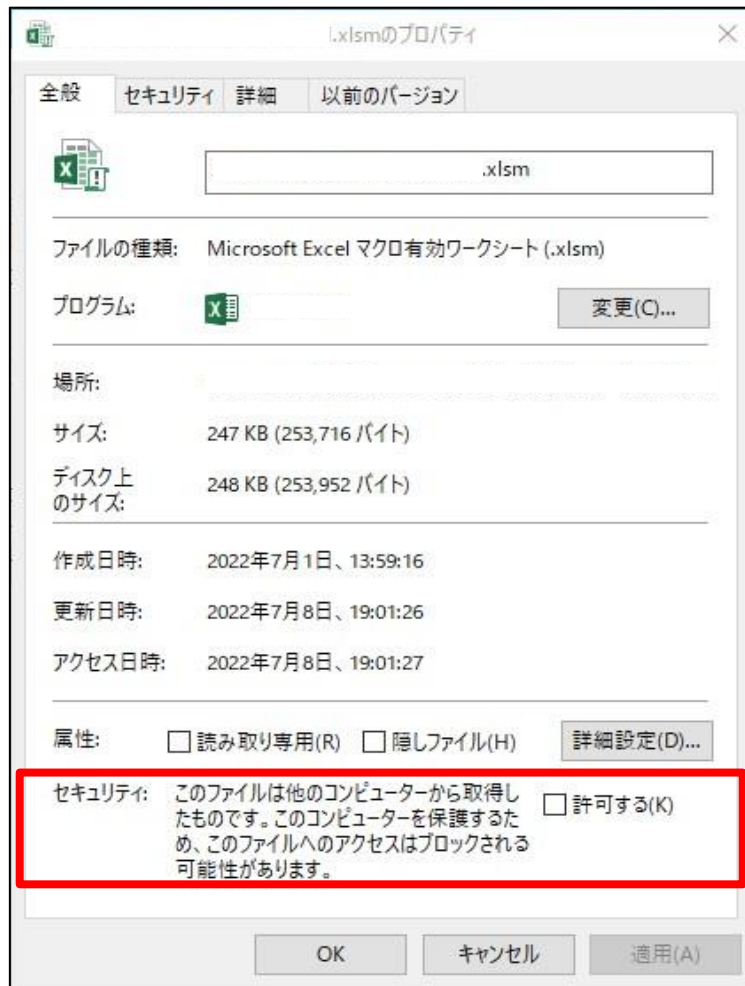 .xlsmのプロパティ
全般 セキュリティ 詳細 以前のバージョン
.xlsm
ファイルの種類: Microsoft Excel マクロ有効ワークシート (.xlsm)
プログラム: 変更(C)...
場所:
サイズ: 247 KB (253,716 バイト)
ディスク上
のサイズ: 248 KB (253,952 バイト)
作成日時: 2022年7月1日、13:59:16
更新日時: 2022年7月8日、19:01:26
アクセス日時: 2022年7月8日、19:01:27
属性: 読み取り専用(R) 隠しファイル(H) 詳細設定(D)...
セキュリティ: このファイルは他のコンピューターから取得し 許可する(K)
たものです。このコンピューターを保護するた
め、このファイルへのアクセスはブロックされる
可能性があります。
OK キャンセル 適用(A)